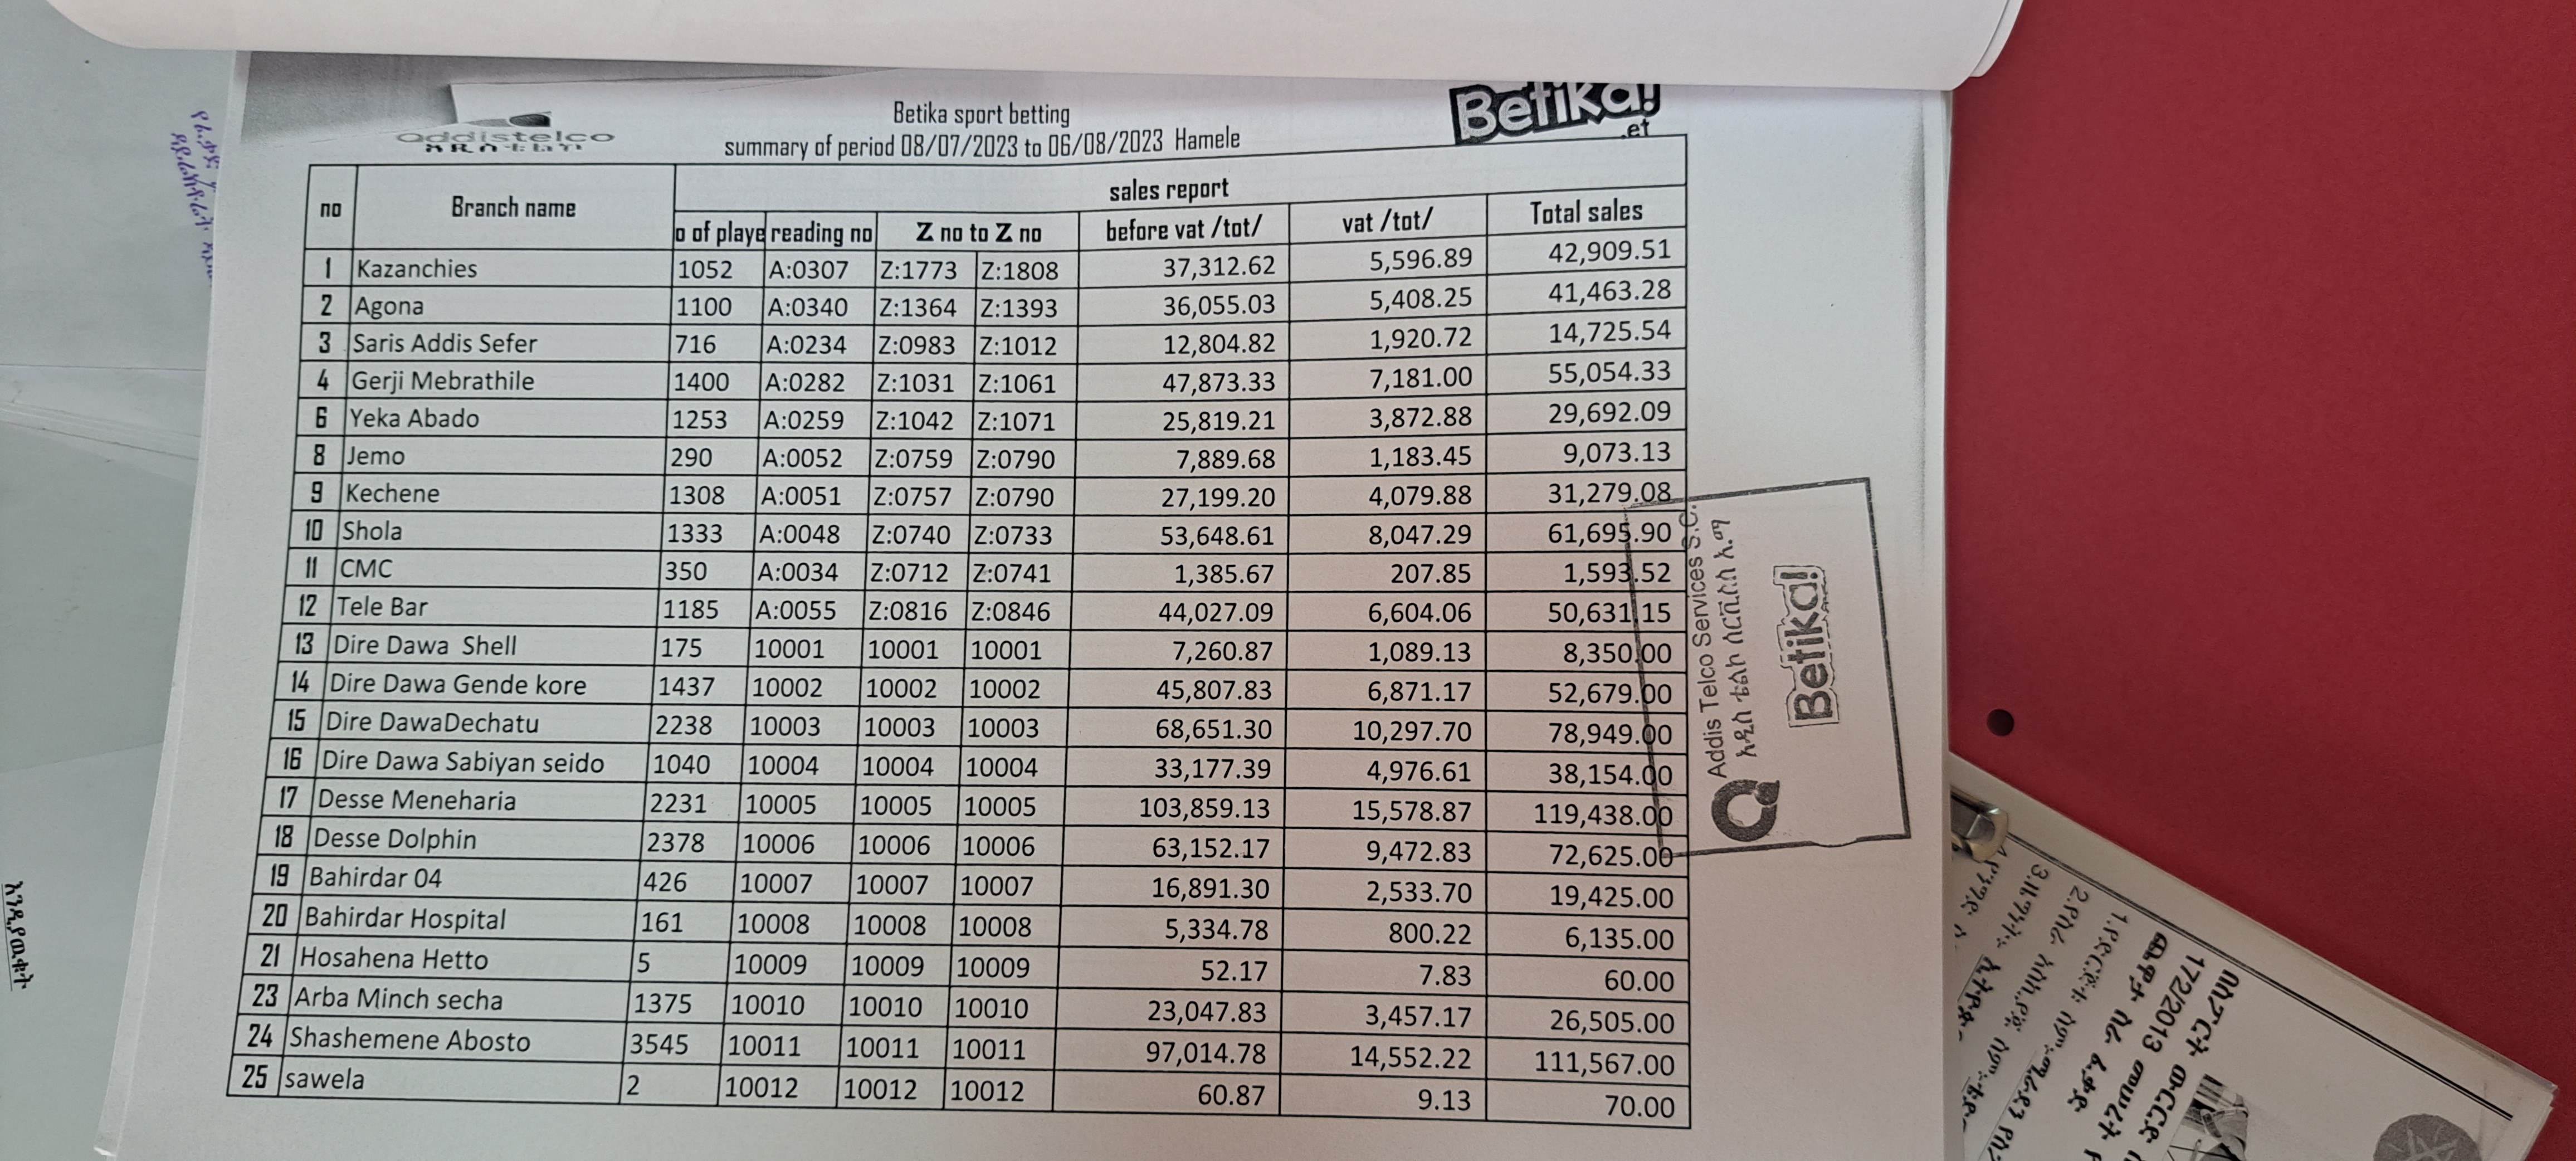 Betika sport betting
summary of period 08/07/2023 to 06/08/2023 Hamele
addistelco
Betika!
.et
sales report
no Branch name o of playe reading no Z no to Z no before vat /tot/ vat /tot/ Total sales
1 Kazanchies 1052 A:0307 Z:1773 Z:1808 37,312.62 5,596.89 42,909.51
2 Agona 1100 A:0340 Z:1364 Z:1393 36,055.03 5,408.25 41,463.28
3 Saris Addis Sefer 716 A:0234 Z:0983 Z:1012 12,804.82 1,920.72 14,725.54
4 Gerji Mebrathile 1400 A:0282 Z:1031 Z:1061 47,873.33 7,181.00 55,054.33
6 Yeka Abado 1253 A:0259 Z:1042 Z:1071 25,819.21 3,872.88 29,692.09
8 Jemo 290 A:0052 Z:0759 Z:0790 7,889.68 1,183.45 9,073.13
9 Kechene 1308 A:0051 Z:0757 Z:0790 27,199.20 4,079.88 31,279.08
10 Shola 1333 A:0048 Z:0740 Z:0733 53,648.61 8,047.29 61,695.90
11 CMC 350 A:0034 Z:0712 Z:0741 1,385.67 207.85 1,593.52
12 Tele Bar 1185 A:0055 Z:0816 Z:0846 44,027.09 6,604.06 50,631.15
13 Dire Dawa Shell 175 10001 10001 10001 7,260.87 1,089.13 8,350.00
14 Dire Dawa Gende kore 1437 10002 10002 10002 45,807.83 6,871.17 52,679.00
15 Dire DawaDechatu 2238 10003 10003 10003 68,651.30 10,297.70 78,949.00
16 Dire Dawa Sabiyan seido 1040 10004 10004 10004 33,177.39 4,976.61 38,154.00
17 Desse Meneharia 2231 10005 10005 10005 103,859.13 15,578.87 119,438.00
18 Desse Dolphin 2378 10006 10006 10006 63,152.17 9,472.83 72,625.00
19 Bahirdar 04 426 10007 10007 10007 16,891.30 2,533.70 19,425.00
20 Bahirdar Hospital 161 10008 10008 10008 5,334.78 800.22 6,135.00
21 Hosahena Hetto 5 10009 10009 10009 52.17 7.83 60.00
23 Arba Minch secha 1375 10010 10010 10010 23,047.83 3,457.17 26,505.00
24 Shashemene Abosto 3545 10011 10011 10011 97,014.78 14,552.22 111,567.00
25 sawela 2 10012 10012 10012 60.87 9.13 70.00
Addis Telco Services S.C.
አዲስ ቴልኮ ሰርቪስስ አ.ማ
Betika!
172/2013 መሠረት